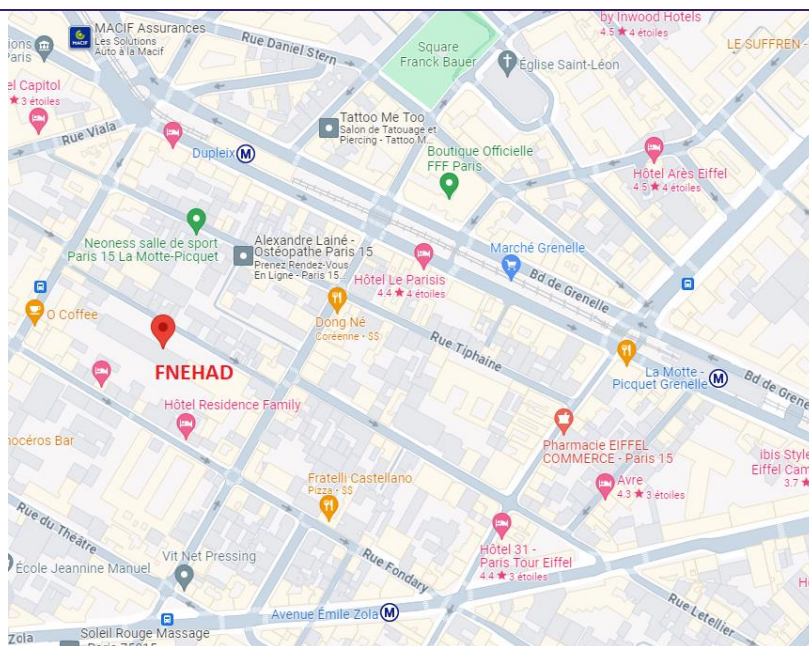 MACIF Assurances
Les Solutions
Auto à la Macif
MACIF
ions
Paris
Rue Daniel Stern
Square
Franck Bauer
by Inwood Hotels
4.5 ★ 4 étoiles
LE SUFFREN -
Église Saint-Léon
el Capitol
★ 3 étoiles
Rue Viala
Tattoo Me Too
Salon de Tatouage et
Piercing - Tattoo M...
Dupleix M
Boutique Officielle
FFF Paris
Hôtel Arès Eiffel
4.5 ★ 4 étoiles
Neoness salle de sport
Paris 15 La Motte-Picquet
Alexandre Lainé -
Ostéopathe Paris 15
Prenez Rendez-Vous
En Ligne - Paris 15...
Marché Grenelle
Hôtel Le Parisis
4.4 ★ 4 étoiles
Bd de Grenelle
O Coffee
Dong Né
Coréenne • $$
Rue Tiphaine
FNEHAD
La Motte -
Picquet Grenelle M
Bd de Grene
Hôtel Residence Family
nocéros Bar
Pharmacie EIFFEL
COMMERCE - Paris 15
ibis Style
Eiffel Cam
3.7 ★
Fratelli Castellano
Pizza • $$
Avre
4.3 ★ 3 étoiles
Rue du Théâtre
Vit Net Pressing
Rue Fondary
Hôtel 31 -
Paris Tour Eiffel
4.4 ★ 3 étoiles
École Jeannine Manuel
H
Avenue Émile Zola M
Rue Letellier
Zola
Soleil Rouge Massage
- Paris 75015